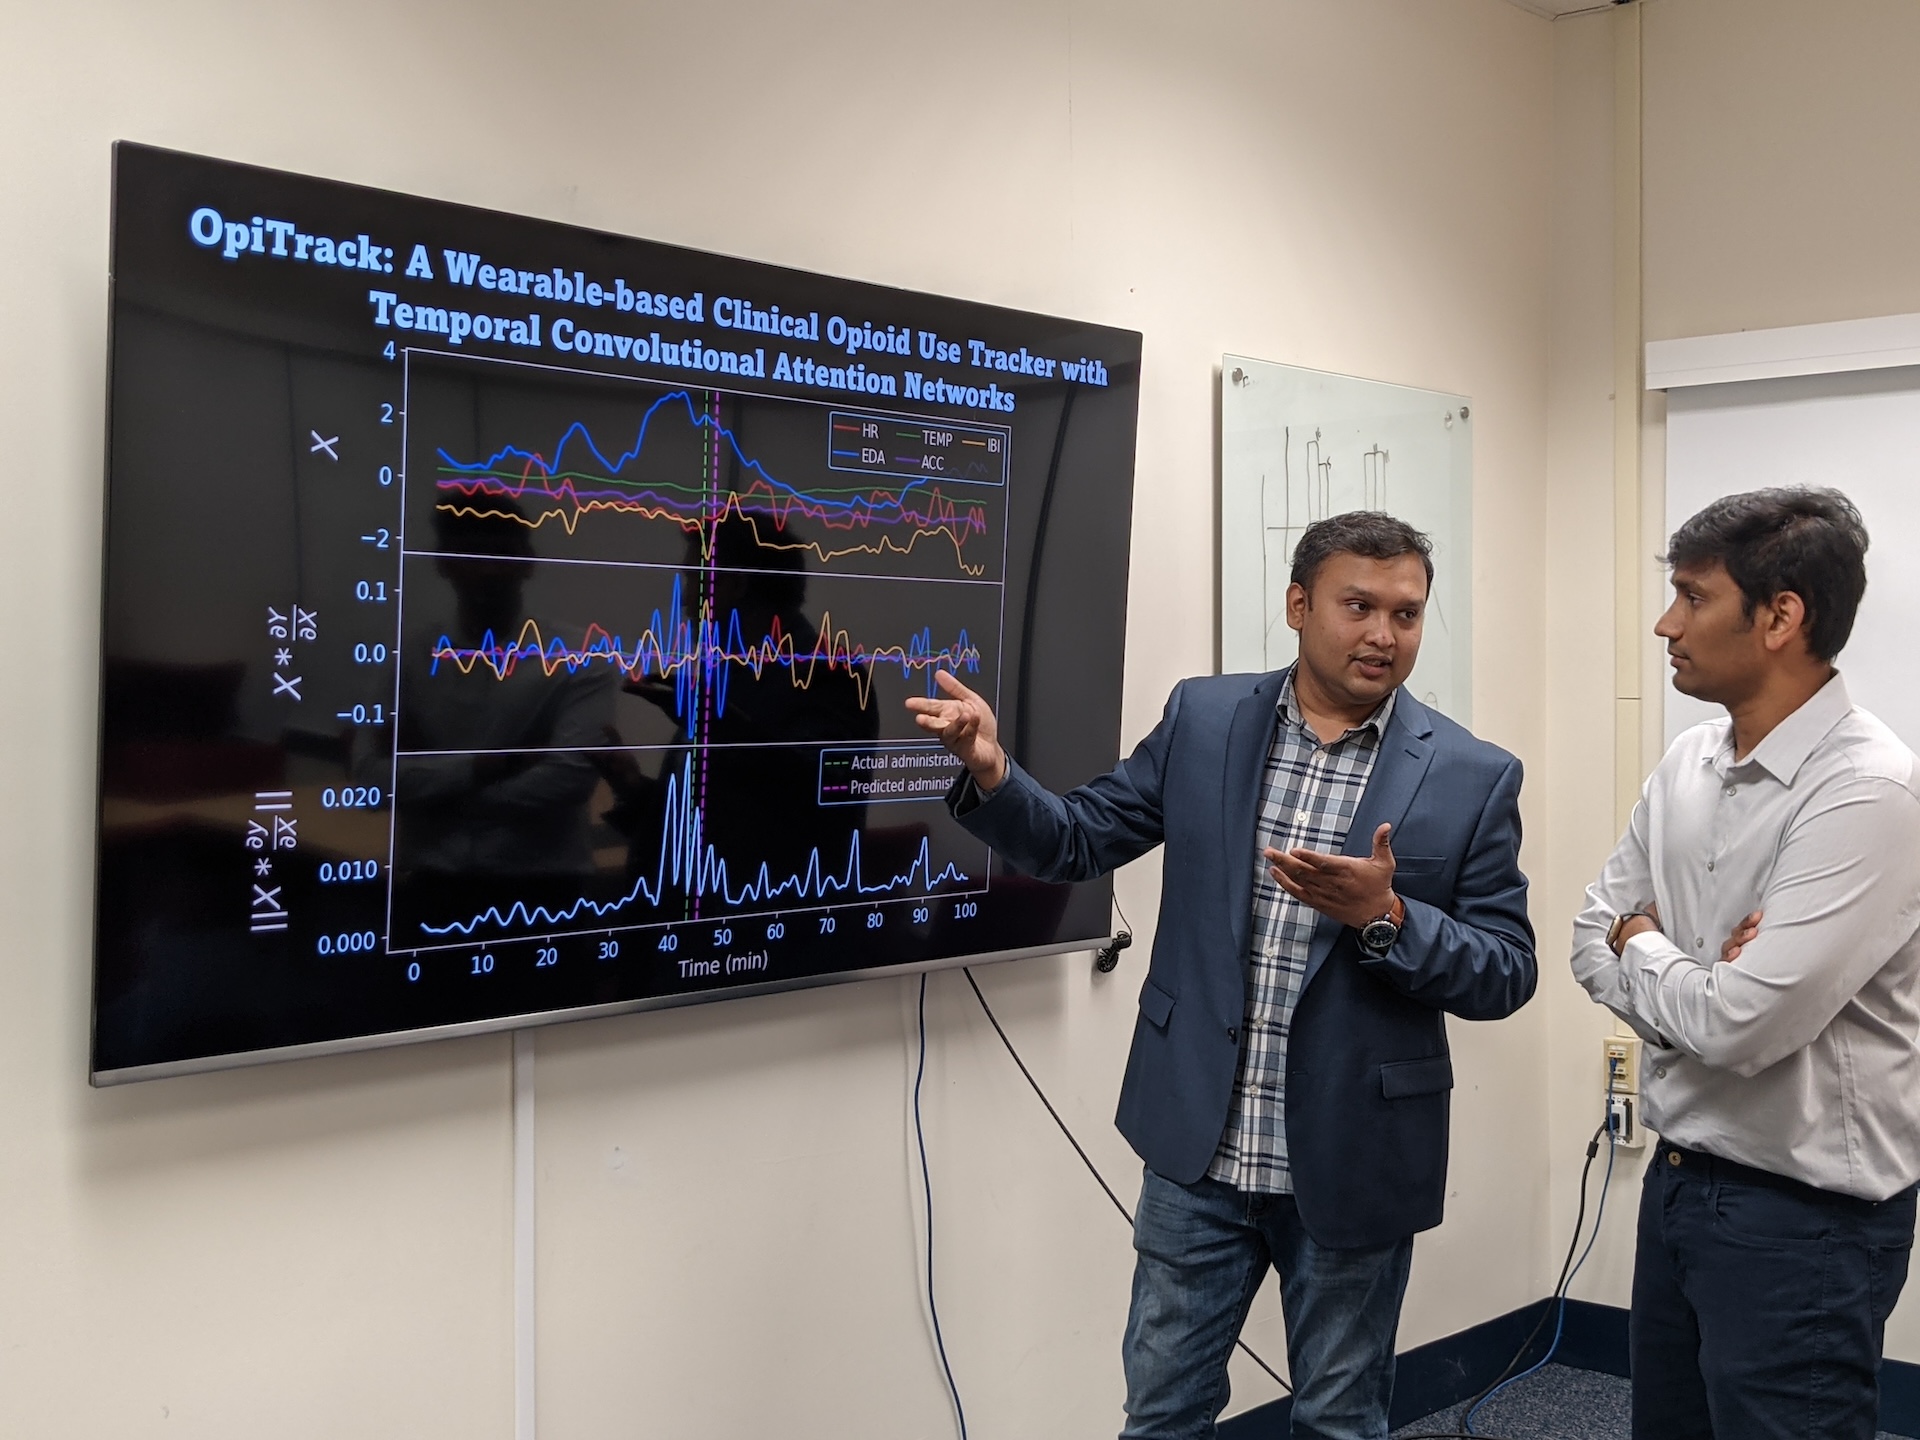 OpiTrack: A Wearable-based Clinical Opioid Use Tracker with
Temporal Convolutional Attention Networks
4
2
0
−2
X
HR TEMP IBI
EDA ACC
0.1
0.0
−0.1
X * ∂Y/∂X
Actual administratio
Predicted adminis
0.020
0.010
0.000
||X * ∂y/∂X||
0 10 20 30 40 50 60 70 80 90 100
Time (min)